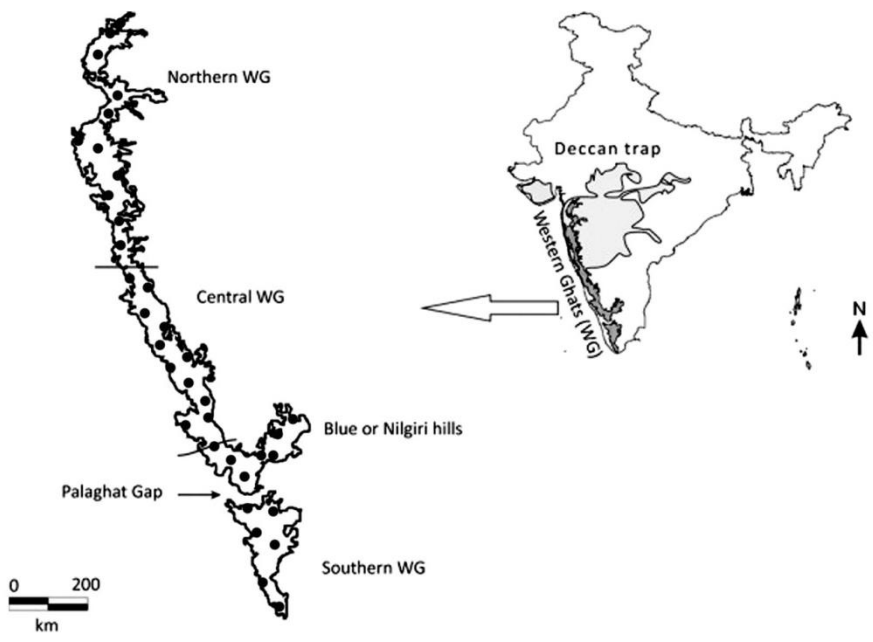 Northern WG
Central WG
Blue or Nilgiri hills
Palaghat Gap
Southern WG
0 200
km
Deccan trap
Western Ghats (WG)
N